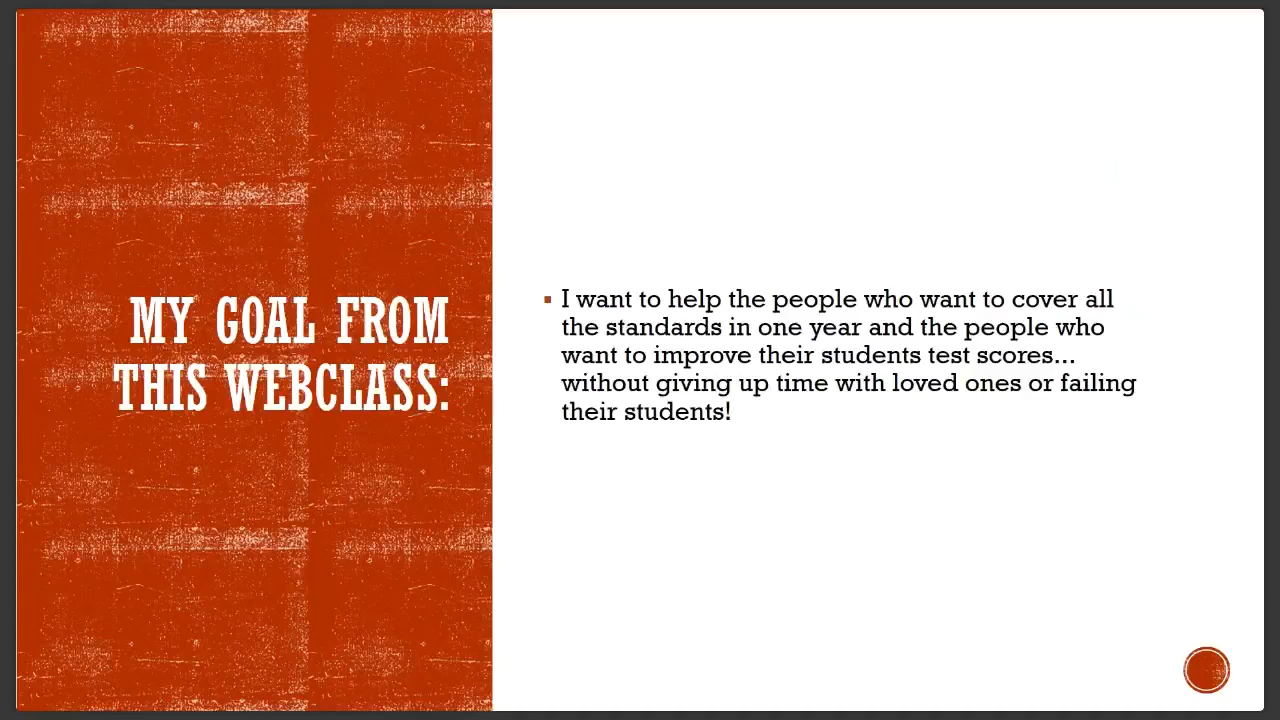 MY GOAL FROM
THIS WEBCLASS:
I want to help the people who want to cover all
the standards in one year and the people who
want to improve their students test scores...
without giving up time with loved ones or failing
their students!